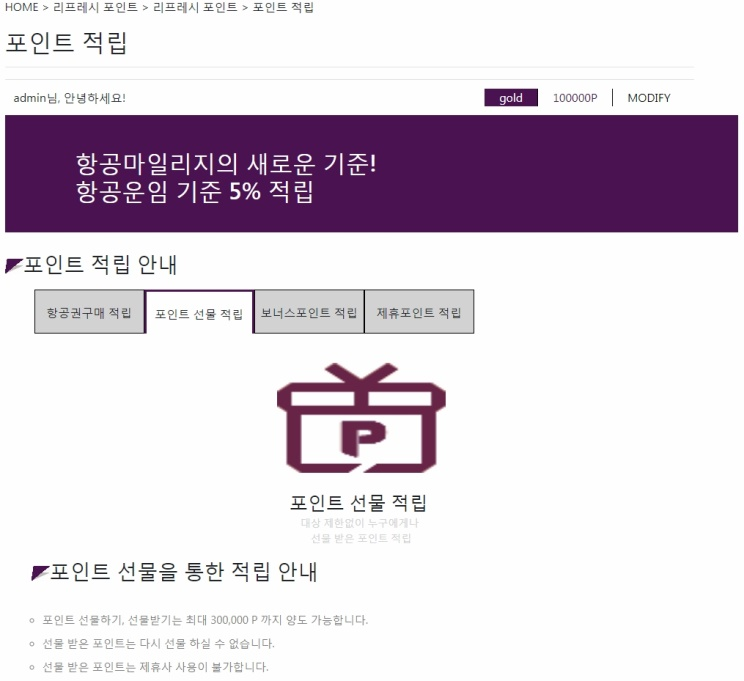 HOME > 리프레시 포인트 > 리프레시 포인트 > 포인트 적립
포인트 적립
admin님, 안녕하세요!
gold 100000P MODIFY
항공마일리지의 새로운 기준!
항공운임 기준 5% 적립
포인트 적립 안내
항공권구매 적립 포인트 선물 적립 보너스포인트 적립 제휴포인트 적립
P
포인트 선물 적립
대상 제한없이 누구에게나
선물 받은 포인트 적립
포인트 선물을 통한 적립 안내
포인트 선물하기, 선물받기는 최대 300,000 P 까지 양도 가능합니다.
선물 받은 포인트는 다시 선물 하실 수 없습니다.
선물 받은 포인트는 제휴사 사용이 불가합니다.